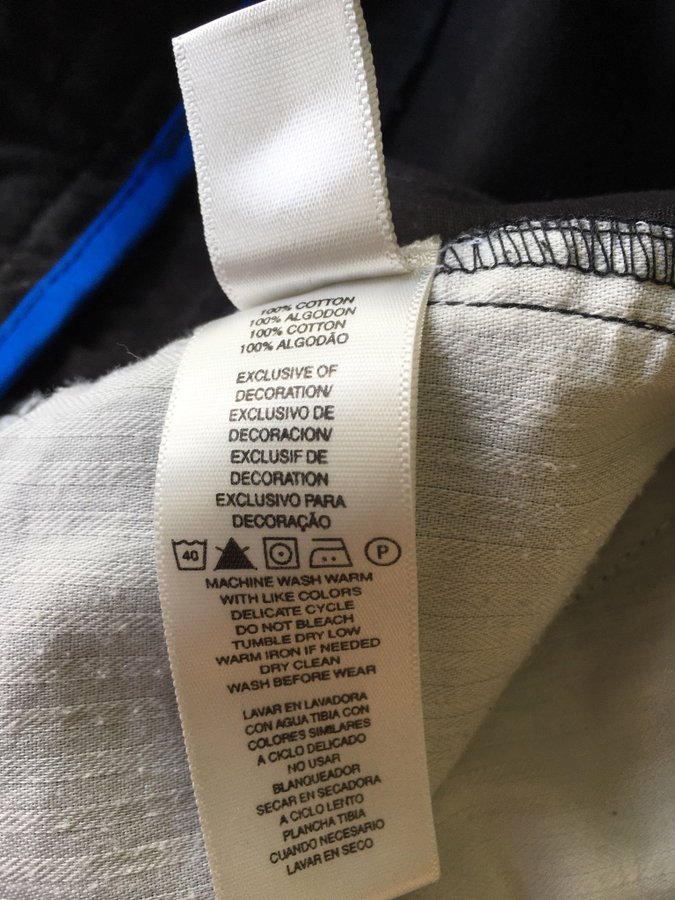 100% COTTON
100% ALGODON
100% COTTON
100% ALGODÃO
EXCLUSIVE OF
DECORATION/
EXCLUSIVO DE
DECORACION/
EXCLUSIF DE
DECORATION
EXCLUSIVO PARA
DECORAÇÃO
40 P
MACHINE WASH WARM
WITH LIKE COLORS
DELICATE CYCLE
DO NOT BLEACH
TUMBLE DRY LOW
WARM IRON IF NEEDED
DRY CLEAN
WASH BEFORE WEAR
LAVAR EN LAVADORA
CON AGUA TIBIA CON
COLORES SIMILARES
A CICLO DELICADO
NO USAR
BLANQUEADOR
SECAR EN SECADORA
A CICLO LENTO
PLANCHA TIBIA
CUANDO NECESARIO
LAVAR EN SECO